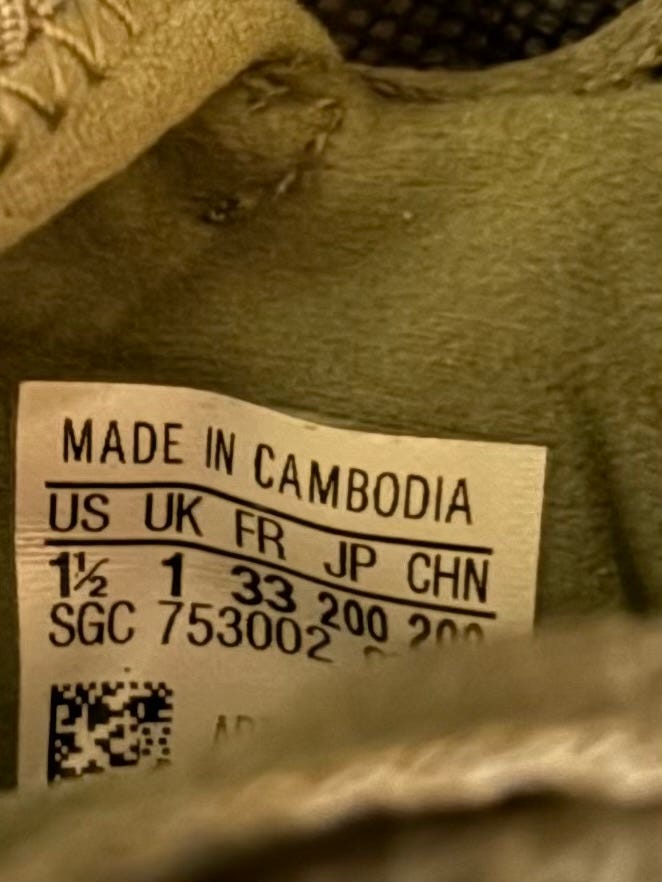 MADE IN CAMBODIA
US UK FR JP CHN
1½ 1 33 200 200
SGC 753002